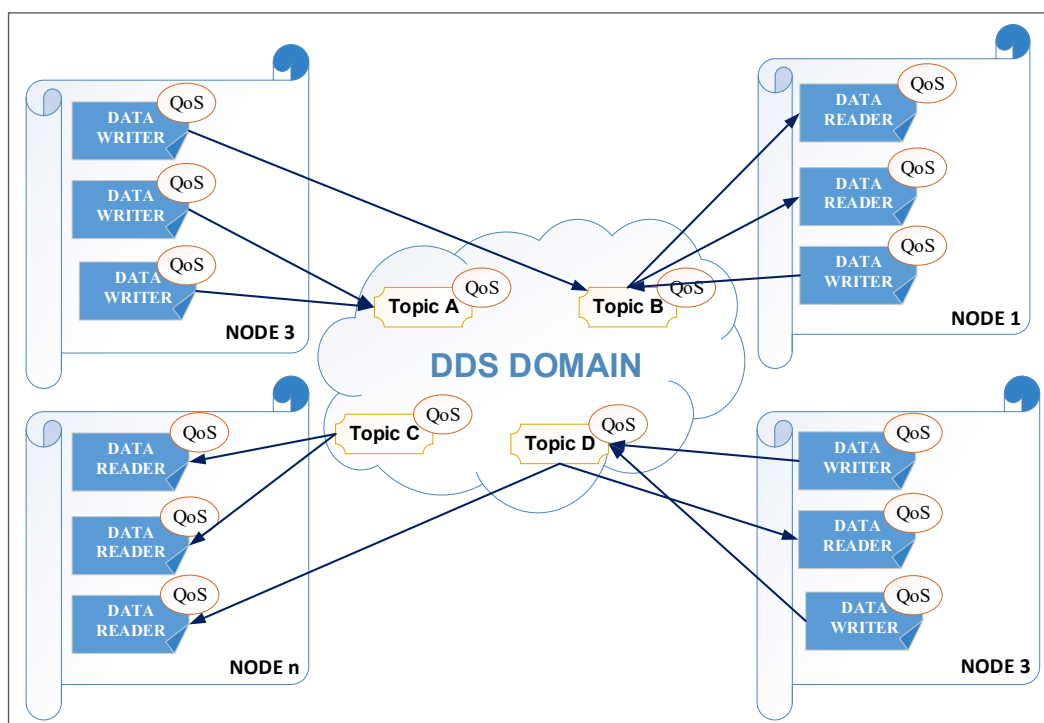 QoS
DATA
WRITER
QoS
DATA
WRITER
QoS
DATA
WRITER
NODE 3
QoS
DATA
READER
QoS
DATA
READER
QoS
DATA
WRITER
NODE 1
Topic A
QoS
Topic B
QoS
DDS DOMAIN
Topic C
QoS
Topic D
QoS
QoS
DATA
READER
QoS
DATA
READER
QoS
DATA
READER
NODE n
QoS
DATA
WRITER
QoS
DATA
READER
QoS
DATA
WRITER
NODE 3